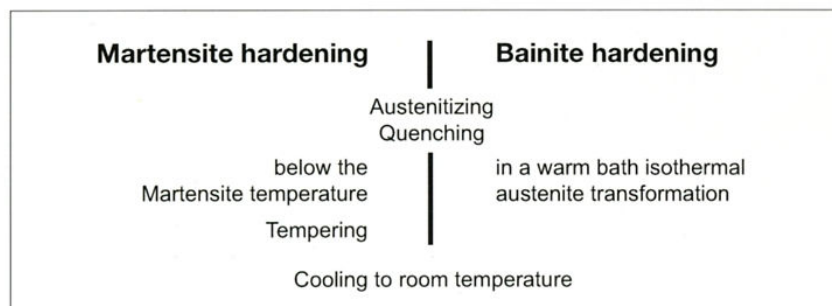 Martensite hardening
Bainite hardening
Austenitizing
Quenching
below the
Martensite temperature
in a warm bath isothermal
austenite transformation
Tempering
Cooling to room temperature